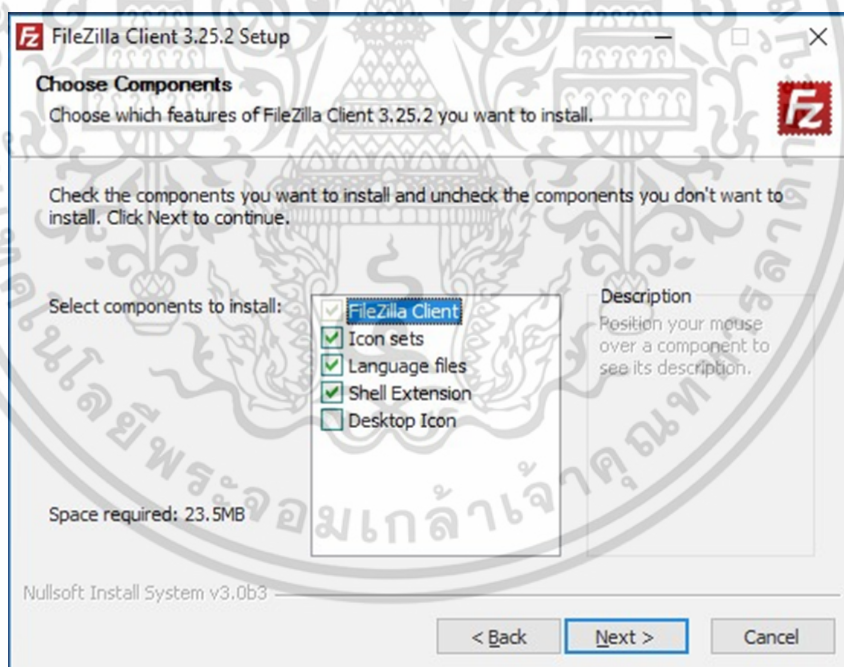 FileZilla Client 3.25.2 Setup
Choose Components
Choose which features of FileZilla Client 3.25.2 you want to install.
Check the components you want to install and uncheck the components you don't want to
install. Click Next to continue.
Select components to install:
FileZilla Client
Icon sets
Language files
Shell Extension
Desktop Icon
Description
Position your mouse
over a component to
see its description.
Space required: 23.5MB
Nullsoft Install System v3.0b3
< Back
Next >
Cancel